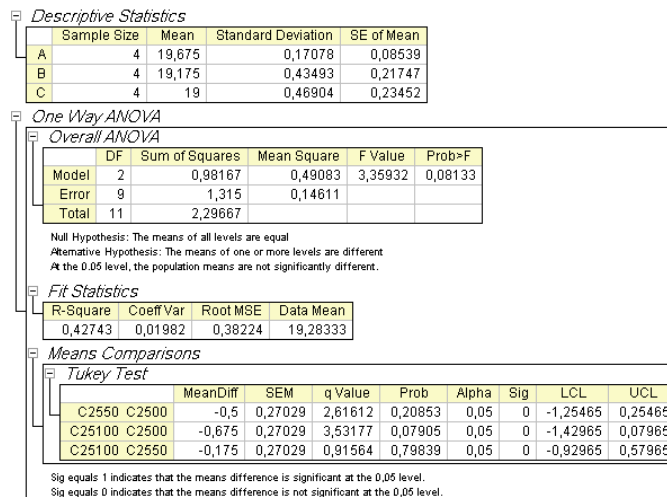 Descriptive Statistics
Sample Size Mean Standard Deviation SE of Mean
A 4 19,675 0,17078 0,08539
B 4 19,175 0,43493 0,21747
C 4 19 0,46904 0,23452
One Way ANOVA
Overall ANOVA
DF Sum of Squares Mean Square F Value Prob>F
Model 2 0,98167 0,49083 3,35932 0,08133
Error 9 1,315 0,14611
Total 11 2,29667
Null Hypothesis: The means of all levels are equal
Alternative Hypothesis: The means of one or more levels are different
At the 0.05 level, the population means are not significantly different.
Fit Statistics
R-Square Coeff Var Root MSE Data Mean
0,42743 0,01982 0,38224 19,28333
Means Comparisons
Tukey Test
MeanDiff SEM q Value Prob Alpha Sig LCL UCL
C2550 C2500 -0,5 0,27029 2,61612 0,20853 0,05 0 -1,25465 0,25465
C25100 C2500 -0,675 0,27029 3,53177 0,07905 0,05 0 -1,42965 0,07965
C25100 C2550 -0,175 0,27029 0,91564 0,79839 0,05 0 -0,92965 0,57965
Sig equals 1 indicates that the means difference is significant at the 0,05 level.
Sig equals 0 indicates that the means difference is not significant at the 0,05 level.